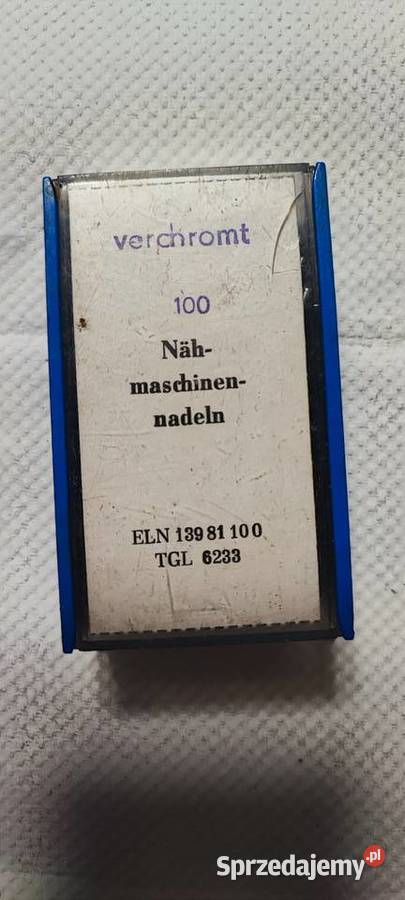 verchromt
100
Näh-
maschinen-
nadeln
ELN 139 81 10 0
TGL 6233
Sprzedajemy.pl